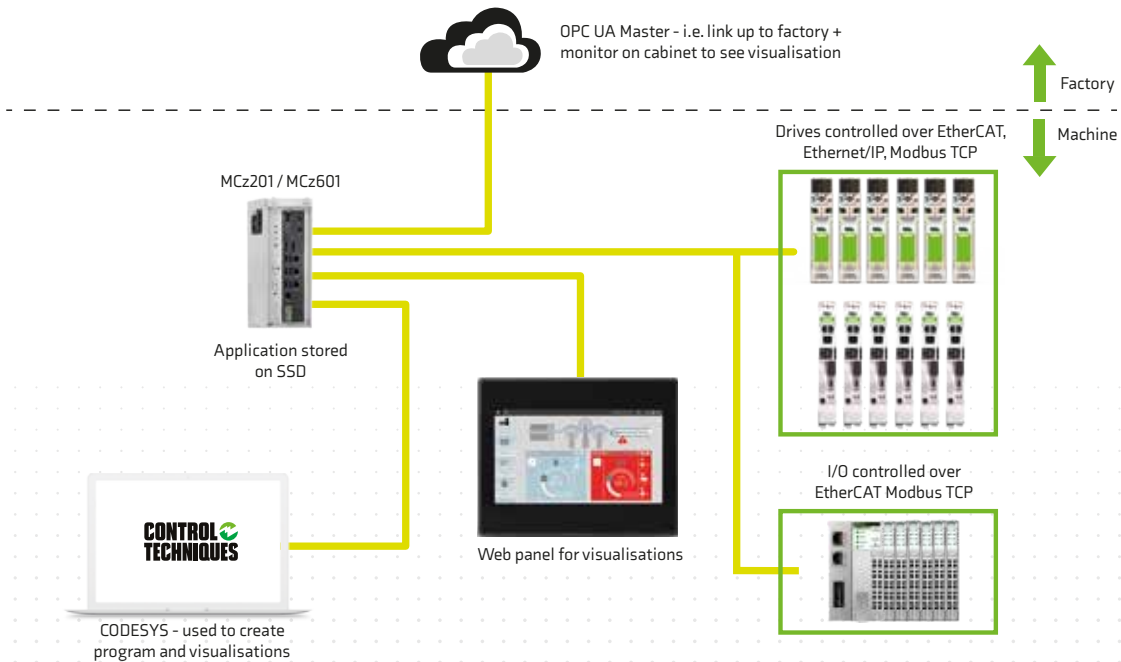 OPC UA Master - i.e. link up to factory +
monitor on cabinet to see visualisation
Factory
Machine
Drives controlled over EtherCAT,
Ethernet/IP, Modbus TCP
MCz201 / MCz601
Application stored
on SSD
I/O controlled over
EtherCAT Modbus TCP
CONTROL
TECHNIQUES
Web panel for visualisations
CODESYS - used to create
program and visualisations